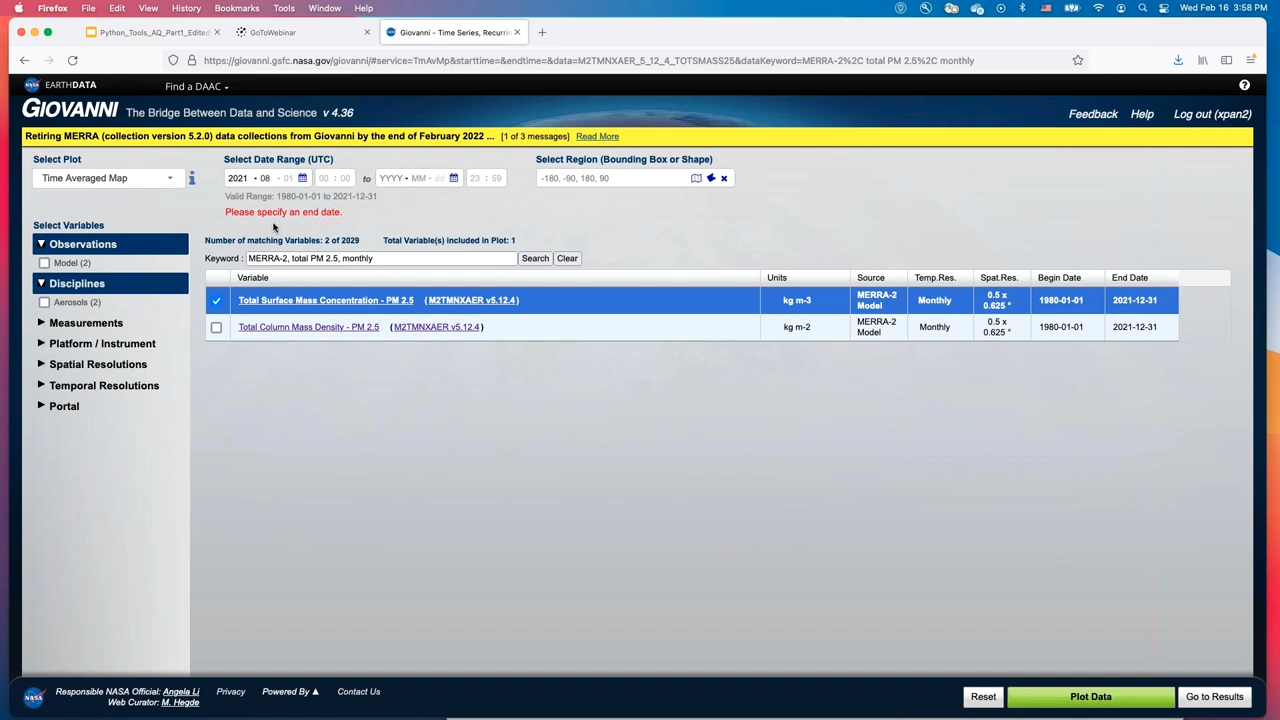 Firefox File Edit View History Bookmarks Tools Window Help Wed Feb 16 3:58 PM
Python_Tools_AQ_Part1_Edited GoToWebinar Giovanni - Time Series, Recurri
https://giovanni.gsfc.nasa.gov/giovanni/#service=TmAvMp&starttime=&endtime=&data=M2TMNXAER_5_12_4_TOTSMASS25&dataKeyword=MERRA-2%2C total PM 2.5%2C monthly
EARTHDATA Find a DAAC
GIOVANNI The Bridge Between Data and Science v 4.36 Feedback Help Log out (xpan2)
Retiring MERRA (collection version 5.2.0) data collections from Giovanni by the end of February 2022 ... [1 of 3 messages] Read More
Select Plot Select Date Range (UTC) Select Region (Bounding Box or Shape)
Time Averaged Map 2021 - 08 - 01 00 : 00 to YYYY - MM - dd 23 : 59 -180, -90, 180, 90
Valid Range: 1980-01-01 to 2021-12-31
Please specify an end date.
Select Variables
Number of matching Variables: 2 of 2029 Total Variable(s) included in Plot: 1
Observations
Keyword : MERRA-2, total PM 2.5, monthly Search Clear
Model (2)
Variable Units Source Temp.Res. Spat.Res. Begin Date End Date
Disciplines
Total Surface Mass Concentration - PM 2.5 (M2TMNXAER v5.12.4) kg m-3 MERRA-2 Model Monthly 0.5 x 0.625 ° 1980-01-01 2021-12-31
Aerosols (2)
Total Column Mass Density - PM 2.5 (M2TMNXAER v5.12.4) kg m-2 MERRA-2 Model Monthly 0.5 x 0.625 ° 1980-01-01 2021-12-31
Measurements
Platform / Instrument
Spatial Resolutions
Temporal Resolutions
Portal
NASA Responsible NASA Official: Angela Li Privacy Powered By ▲ Contact Us Reset Plot Data Go to Results
Web Curator: M. Hegde